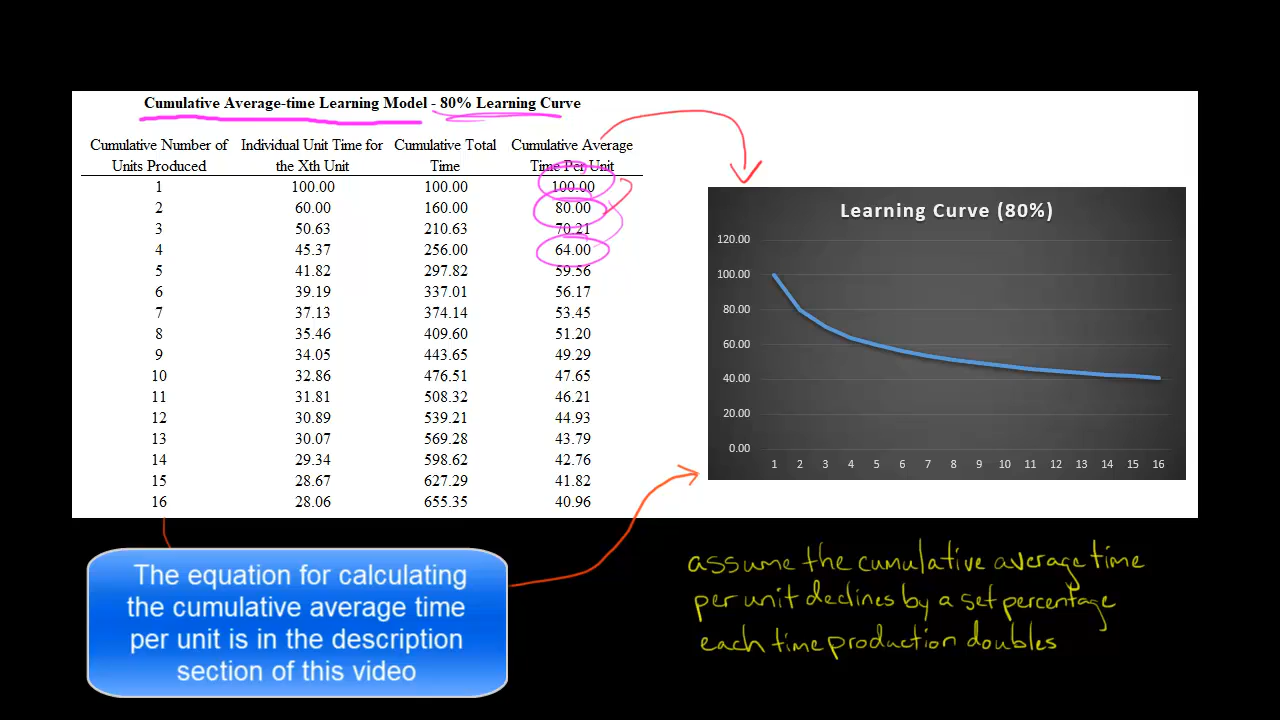 Cumulative Average-time Learning Model - 80% Learning Curve
Cumulative Number of Individual Unit Time for Cumulative Total Cumulative Average
Units Produced the Xth Unit Time Time Per Unit
1 100.00 100.00 100.00
2 60.00 160.00 80.00
3 50.63 210.63 70.21
4 45.37 256.00 64.00
5 41.82 297.82 59.56
6 39.19 337.01 56.17
7 37.13 374.14 53.45
8 35.46 409.60 51.20
9 34.05 443.65 49.29
10 32.86 476.51 47.65
11 31.81 508.32 46.21
12 30.89 539.21 44.93
13 30.07 569.28 43.79
14 29.34 598.62 42.76
15 28.67 627.29 41.82
16 28.06 655.35 40.96
Learning Curve (80%)
120.00
100.00
80.00
60.00
40.00
20.00
0.00
1 2 3 4 5 6 7 8 9 10 11 12 13 14 15 16
The equation for calculating
the cumulative average time
per unit is in the description
section of this video
assume the cumulative average time
per unit declines by a set percentage
each time production doubles